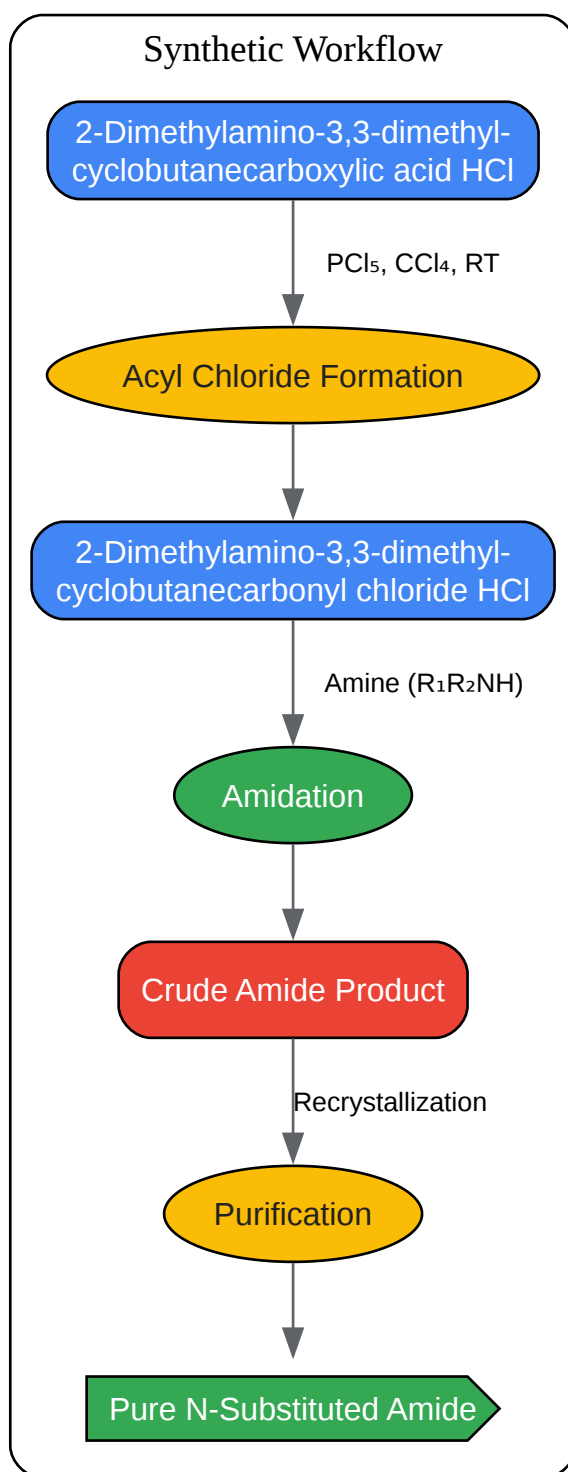 Synthetic Workflow
2-Dimethylamino-3,3-dimethyl-
cyclobutanecarboxylic acid HCl
PCl₅, CCl₄, RT
Acyl Chloride Formation
2-Dimethylamino-3,3-dimethyl-
cyclobutanecarbonyl chloride HCl
Amine (R₁R₂NH)
Amidation
Crude Amide Product
Recrystallization
Purification
Pure N-Substituted Amide